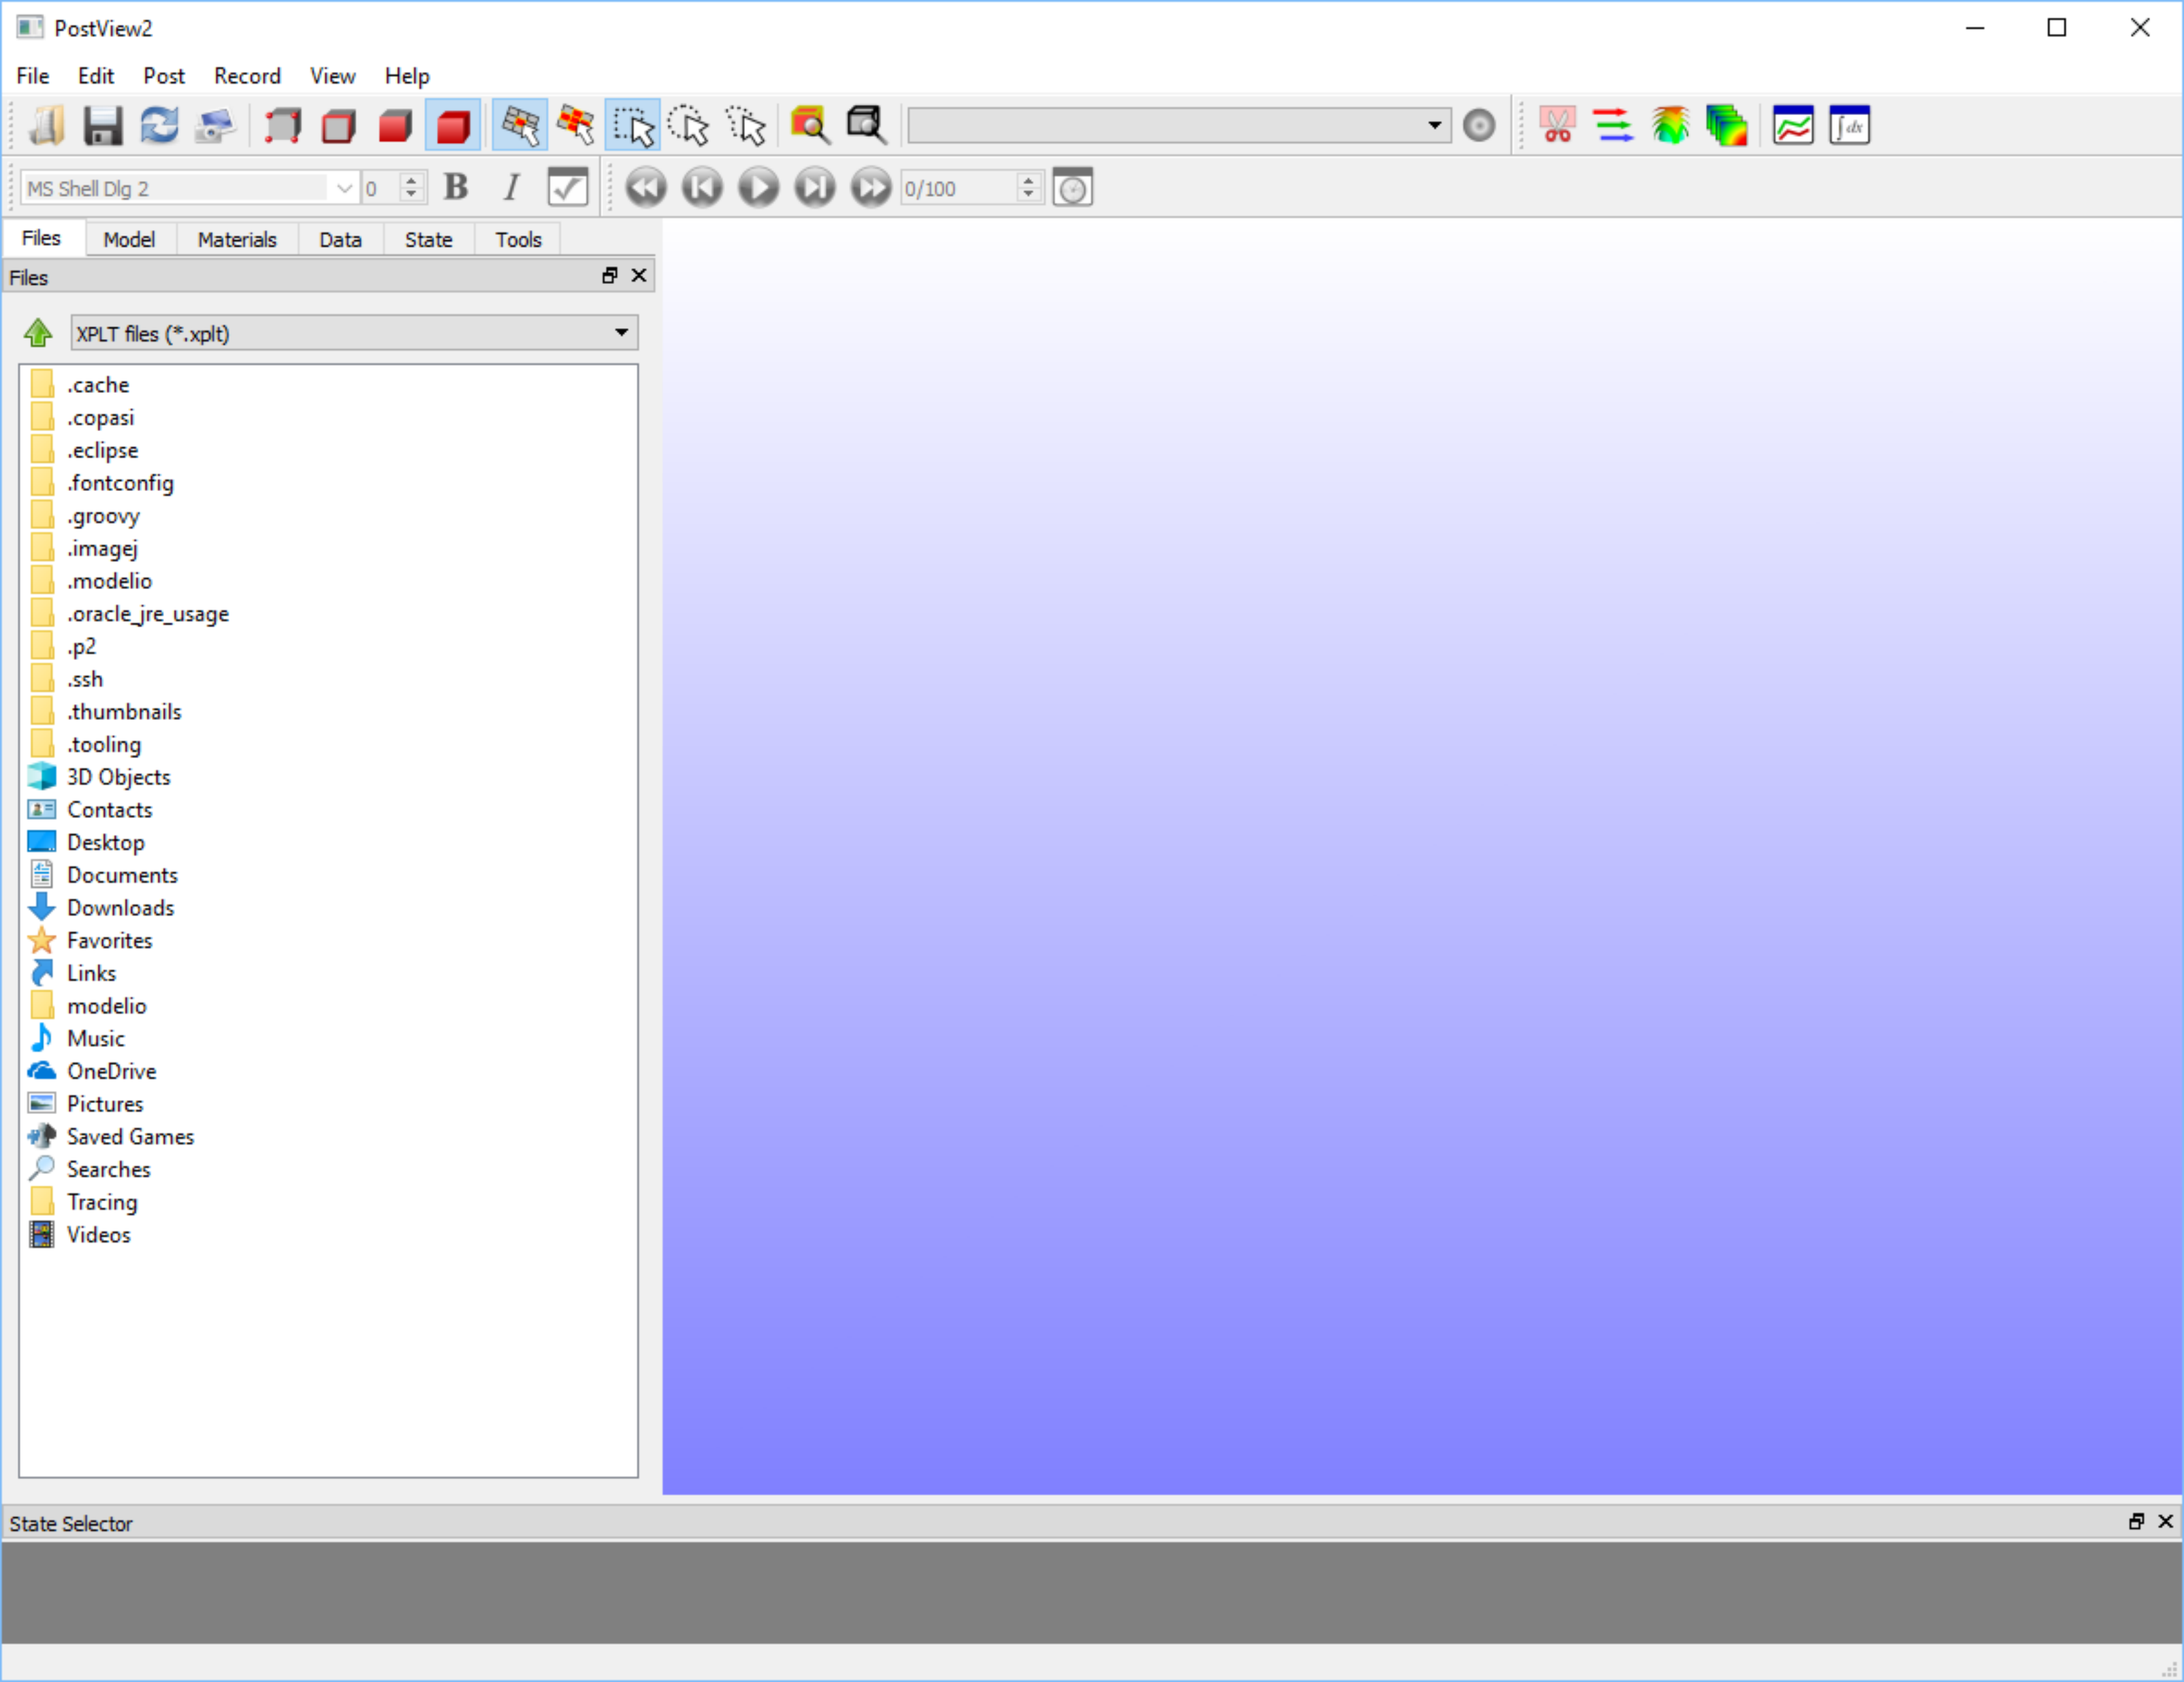 PostView2
File Edit Post Record View Help
∫dx
MS Shell Dlg 2 0 B I 0/100
Files Model Materials Data State Tools
Files
XPLT files (*.xplt)
.cache
.copasi
.eclipse
.fontconfig
.groovy
.imagej
.modelio
.oracle_jre_usage
.p2
.ssh
.thumbnails
.tooling
3D Objects
Contacts
Desktop
Documents
Downloads
Favorites
Links
modelio
Music
OneDrive
Pictures
Saved Games
Searches
Tracing
Videos
State Selector